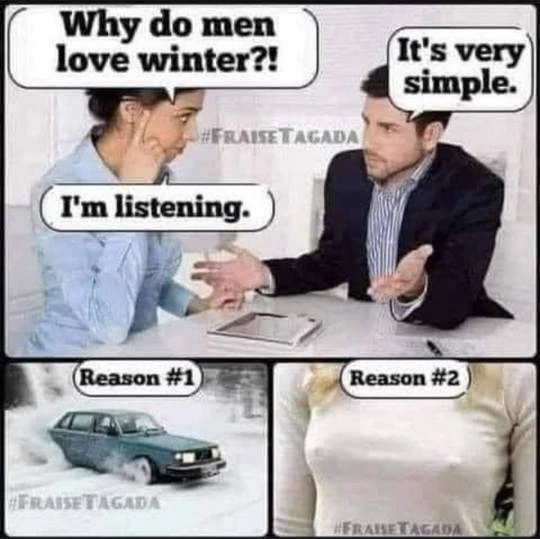 Why do men
love winter?!
It's very
simple.
#FRAISETAGADA
I'm listening.
Reason #1
Reason #2
#FRAISETAGADA
#FRAISETAGADA